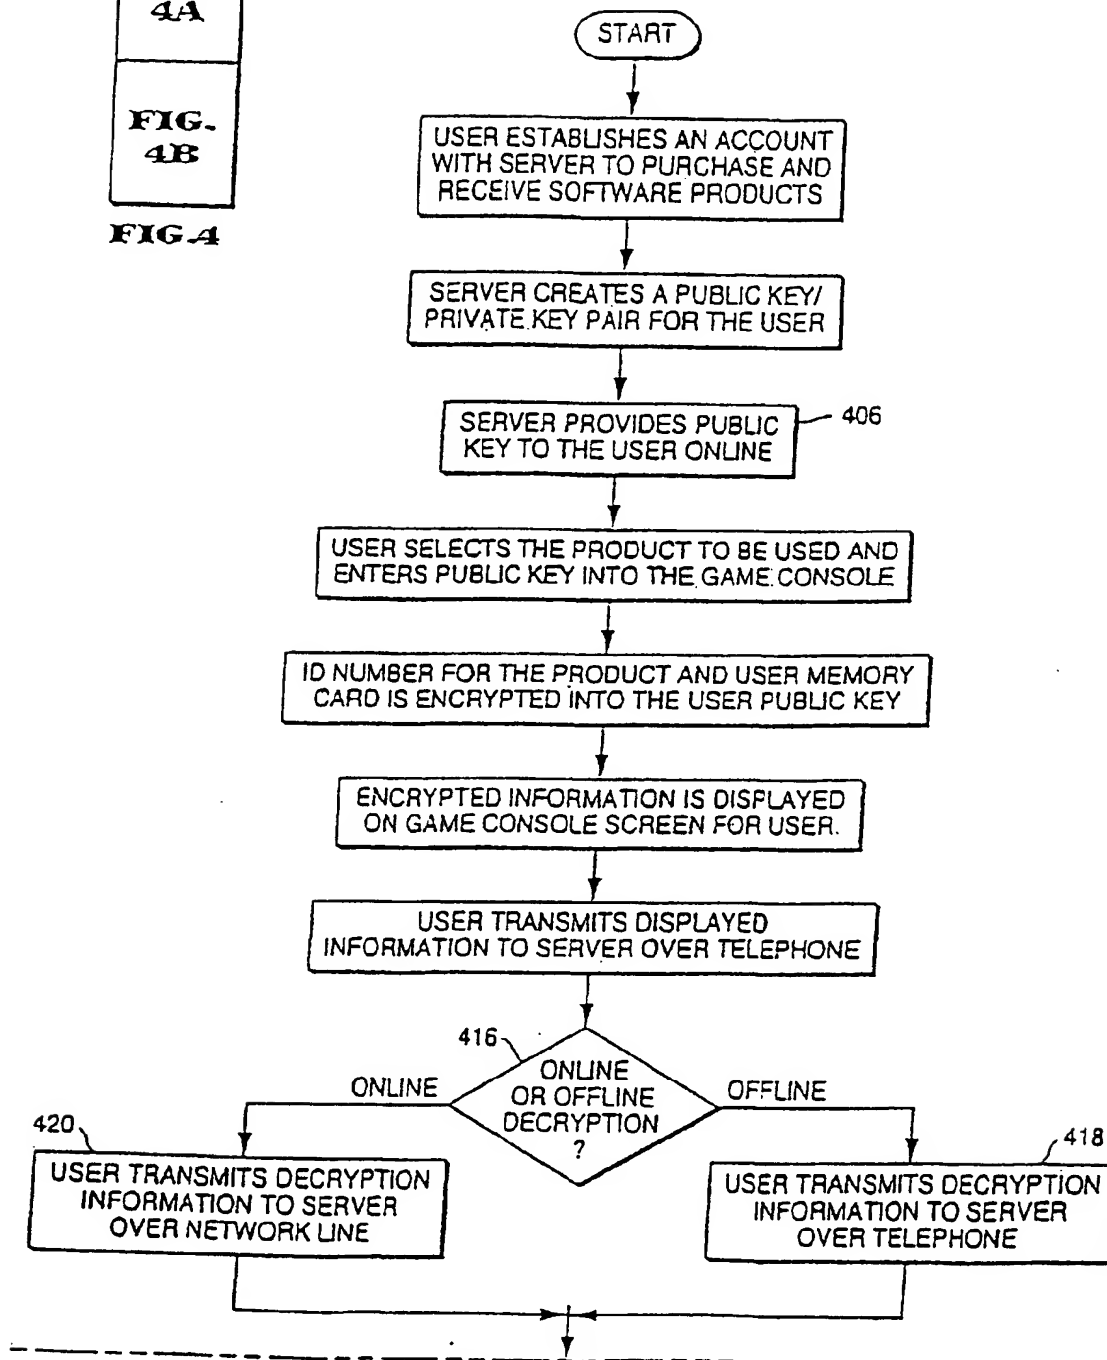 4A
FIG.
4B
FIG.4
START
USER ESTABLISHES AN ACCOUNT
WITH SERVER TO PURCHASE AND
RECEIVE SOFTWARE PRODUCTS
SERVER CREATES A PUBLIC KEY/
PRIVATE KEY PAIR FOR THE USER
SERVER PROVIDES PUBLIC
KEY TO THE USER ONLINE
406
USER SELECTS THE PRODUCT TO BE USED AND
ENTERS PUBLIC KEY INTO THE GAME CONSOLE
ID NUMBER FOR THE PRODUCT AND USER MEMORY
CARD IS ENCRYPTED INTO THE USER PUBLIC KEY
ENCRYPTED INFORMATION IS DISPLAYED
ON GAME CONSOLE SCREEN FOR USER.
USER TRANSMITS DISPLAYED
INFORMATION TO SERVER OVER TELEPHONE
416
ONLINE
OR OFFLINE
DECRYPTION
?
ONLINE
OFFLINE
420
USER TRANSMITS DECRYPTION
INFORMATION TO SERVER
OVER NETWORK LINE
418
USER TRANSMITS DECRYPTION
INFORMATION TO SERVER
OVER TELEPHONE